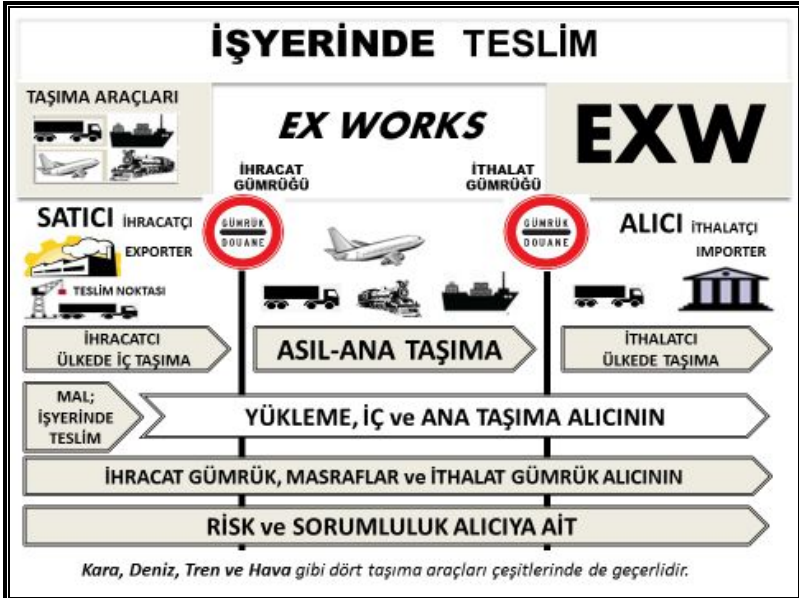 İŞYERİNDE TESLİM
TAŞIMA ARAÇLARI
EX WORKS
EXW
İHRACAT
GÜMRÜĞÜ
İTHALAT
GÜMRÜĞÜ
SATICI İHRACATÇI
EXPORTER
GÜMRÜK
DOUANE
GÜMRÜK
DOUANE
ALICI İTHALATÇI
IMPORTER
TESLİM NOKTASI
İHRACATCI
ÜLKEDE İÇ TAŞIMA
ASIL-ANA TAŞIMA
İTHALATCI
ÜLKEDE TAŞIMA
MAL;
İŞYERİNDE
TESLİM
YÜKLEME, İÇ ve ANA TAŞIMA ALICININ
İHRACAT GÜMRÜK, MASRAFLAR ve İTHALAT GÜMRÜK ALICININ
RİSK ve SORUMLULUK ALICIYA AİT
Kara, Deniz, Tren ve Hava gibi dört taşıma araçları çeşitlerinde de geçerlidir.